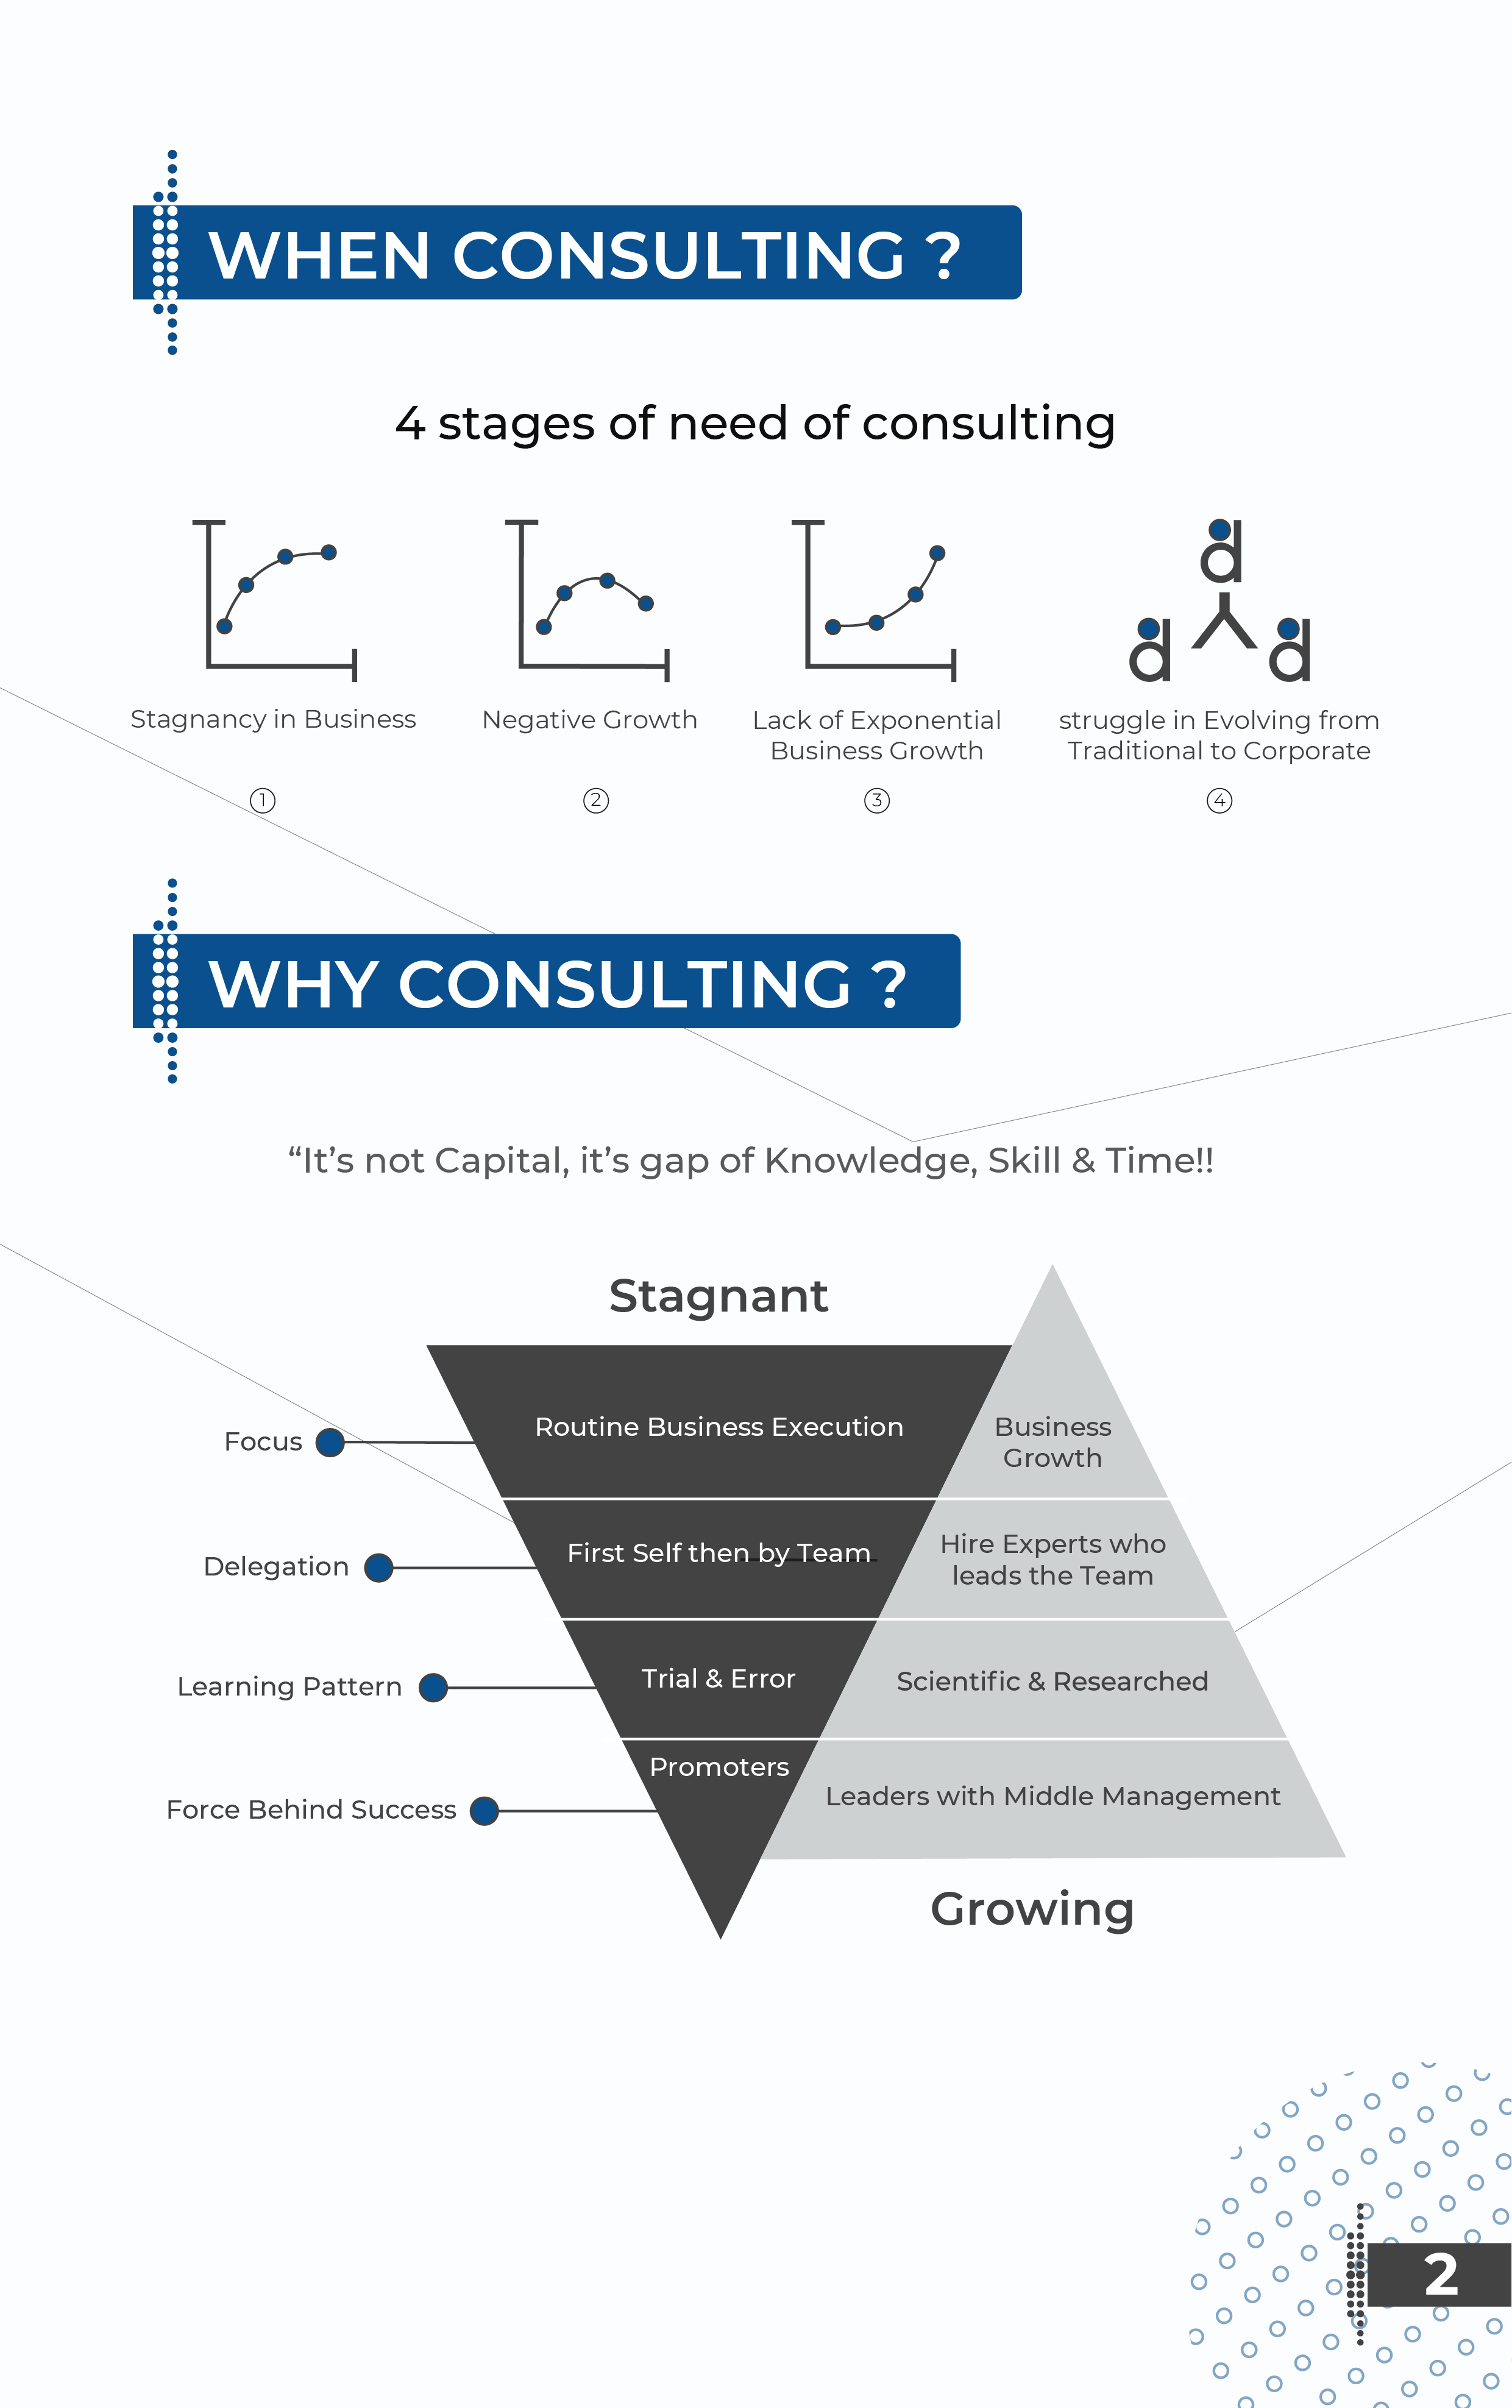 WHEN CONSULTING ?
4 stages of need of consulting
Stagnancy in Business
1
Negative Growth
2
Lack of Exponential
Business Growth
3
struggle in Evolving from
Traditional to Corporate
4
WHY CONSULTING ?
“It’s not Capital, it’s gap of Knowledge, Skill & Time!!
Stagnant
Focus
Routine Business Execution
Business
Growth
Delegation
First Self then by Team
Hire Experts who
leads the Team
Learning Pattern
Trial & Error
Scientific & Researched
Force Behind Success
Promoters
Leaders with Middle Management
Growing
2